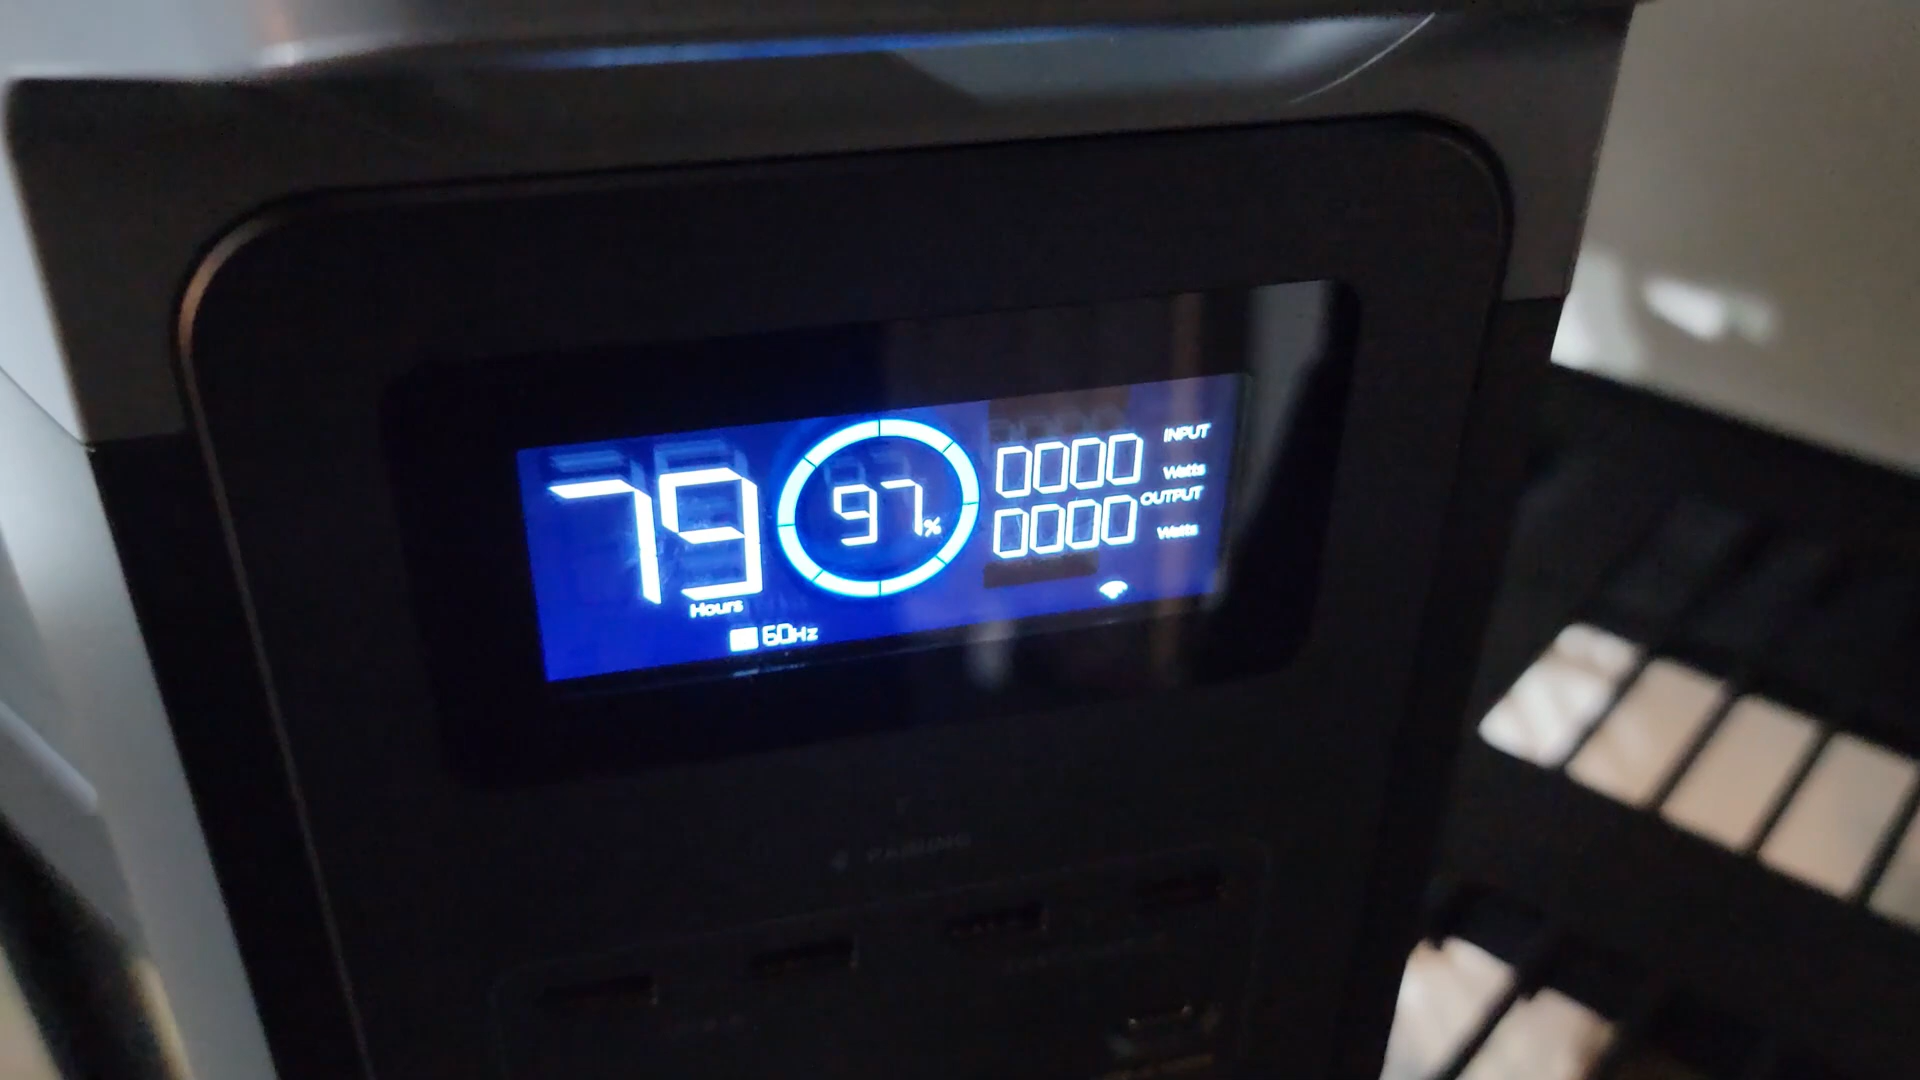 79
Hours
60Hz
97%
0000
INPUT
Watts
0000
OUTPUT
Watts